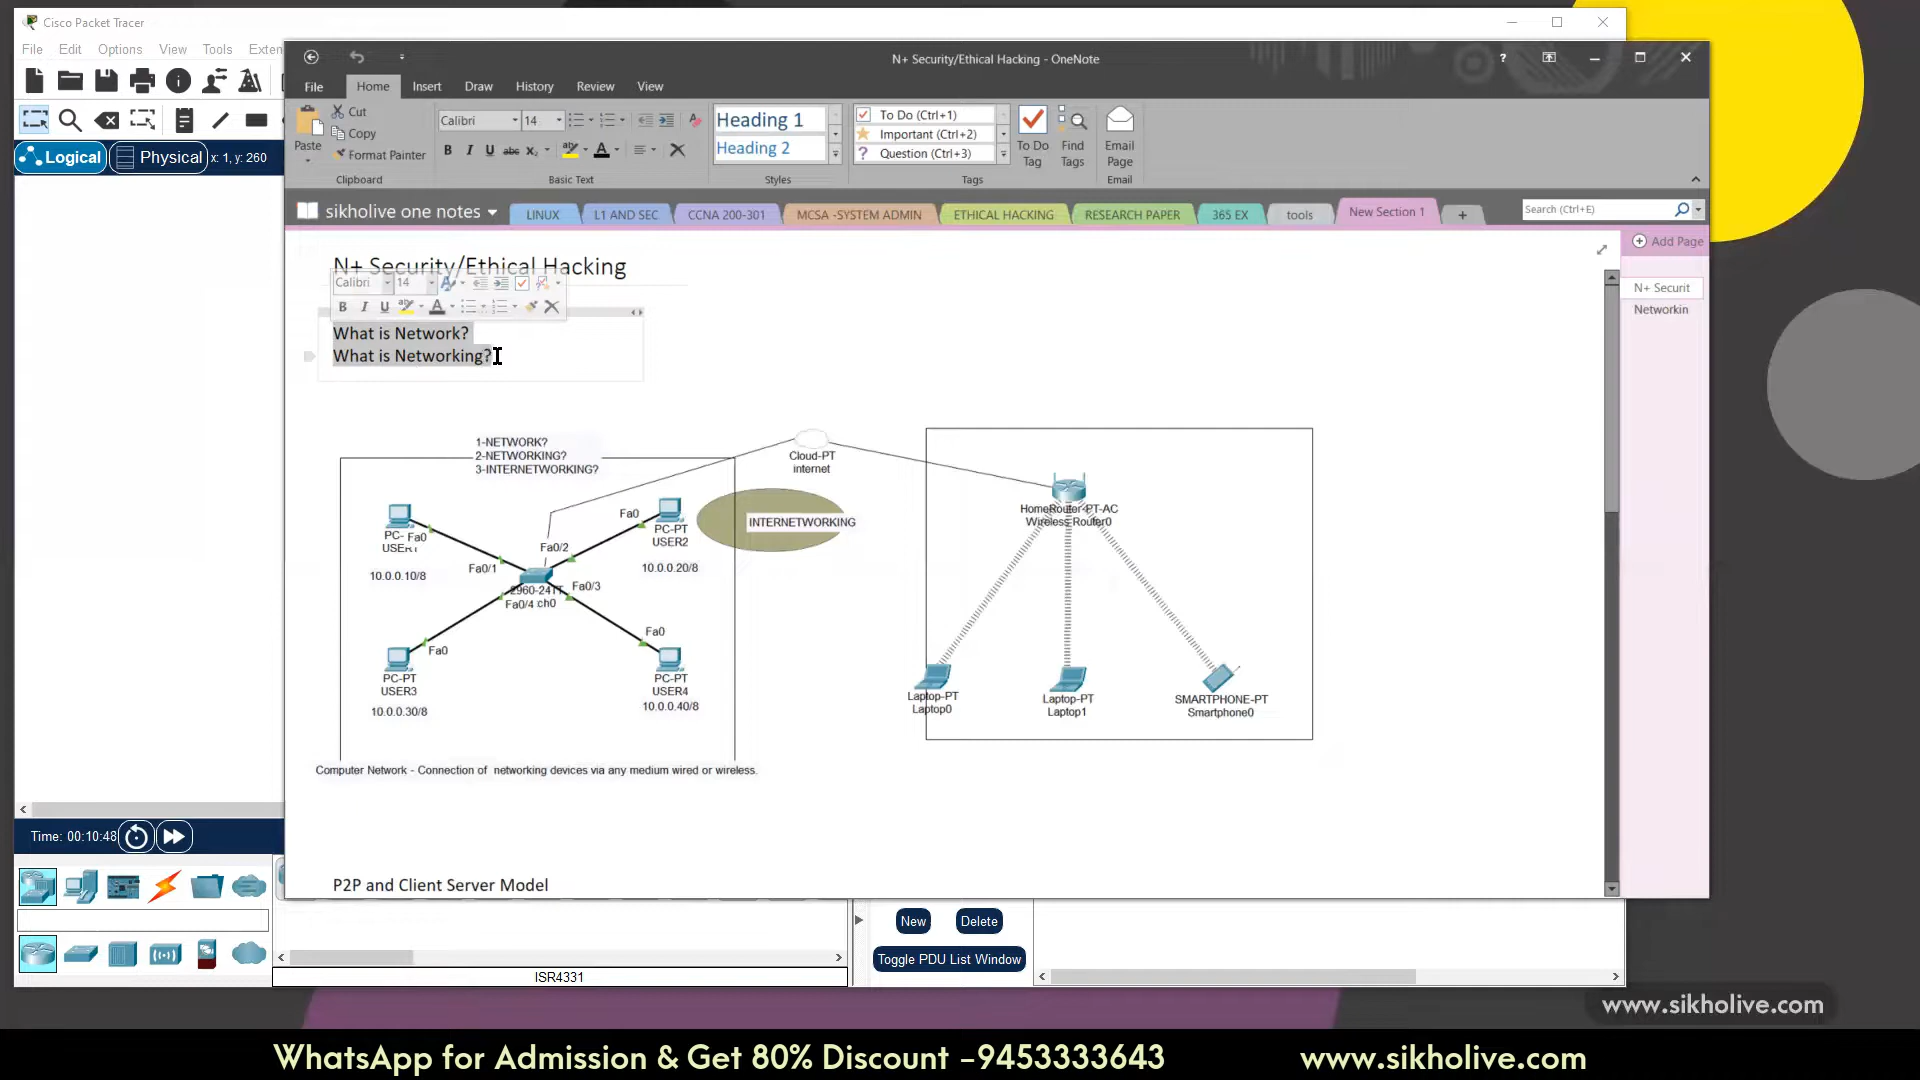 Cisco Packet Tracer
File Edit Options View Tools Exten
Logical Physical x: 1, y: 260
N+ Security/Ethical Hacking - OneNote
File Home Insert Draw History Review View
Paste
Cut
Copy
Format Painter
Clipboard
Calibri 14
Basic Text
Heading 1
Heading 2
Styles
To Do (Ctrl+1)
Important (Ctrl+2)
Question (Ctrl+3)
Tags
To Do Tag
Find Tags
Email Page
Email
sikholive one notes
LINUX
L1 AND SEC
CCNA 200-301
MCSA -SYSTEM ADMIN
ETHICAL HACKING
RESEARCH PAPER
365 EX
tools
New Section 1
Search (Ctrl+E)
Add Page
N+ Securit
Networkin
N+ Security/Ethical Hacking
Calibri 14
What is Network?
What is Networking?
1-NETWORK?
2-NETWORKING?
3-INTERNETWORKING?
Cloud-PT
internet
INTERNETWORKING
PC-
Fa0
USER1
10.0.0.10/8
Fa0
PC-PT
USER2
10.0.0.20/8
Fa0/2
Fa0/1
Fa0/3
2960-24TT
Fa0/4 ch0
Fa0
PC-PT
USER3
10.0.0.30/8
Fa0
PC-PT
USER4
10.0.0.40/8
HomeRouter-PT-AC
Wireless Router0
Laptop-PT
Laptop0
Laptop-PT
Laptop1
SMARTPHONE-PT
Smartphone0
Computer Network - Connection of networking devices via any medium wired or wireless.
P2P and Client Server Model
Time: 00:10:48
New
Delete
Toggle PDU List Window
ISR4331
www.sikholive.com
WhatsApp for Admission & Get 80% Discount –9453333643
www.sikholive.com